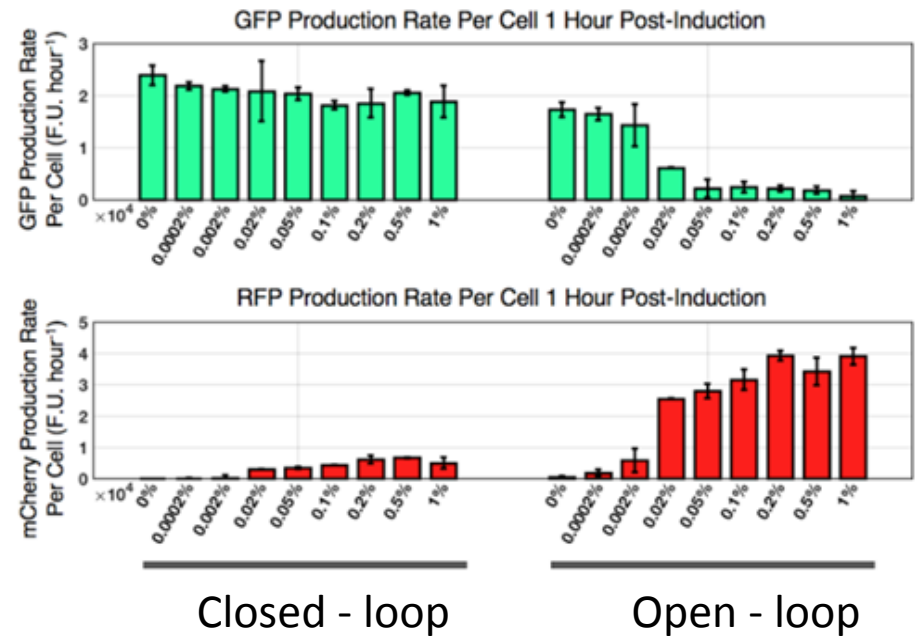 GFP Production Rate Per Cell 1 Hour Post-Induction
GFP Production Rate
Per Cell (F.U. hour⁻¹)
3
2
1
0
×10⁴
0% 0.0002% 0.002% 0.02% 0.05% 0.1% 0.2% 0.5% 1% 0% 0.0002% 0.002% 0.02% 0.05% 0.1% 0.2% 0.5% 1%
RFP Production Rate Per Cell 1 Hour Post-Induction
mCherry Production Rate
Per Cell (F.U. hour⁻¹)
5
4
3
2
1
0
×10⁴
0% 0.0002% 0.002% 0.02% 0.05% 0.1% 0.2% 0.5% 1% 0% 0.0002% 0.002% 0.02% 0.05% 0.1% 0.2% 0.5% 1%
Closed - loop Open - loop